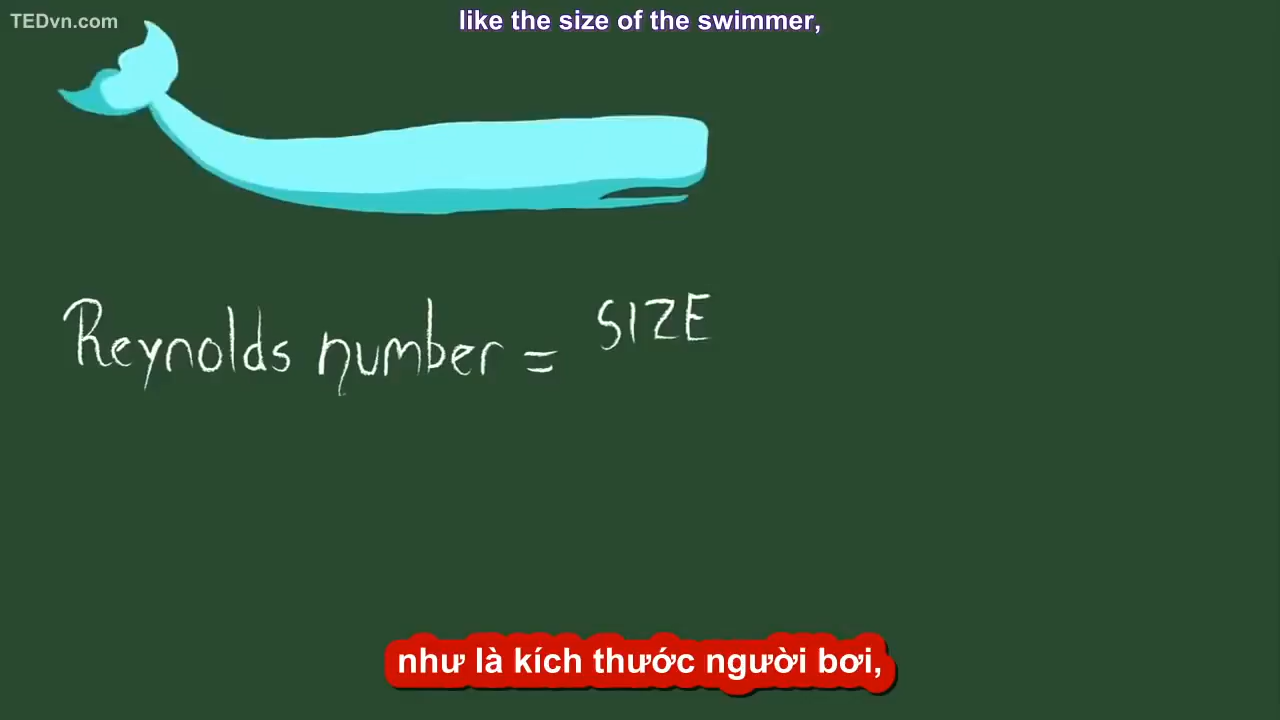 TEDvn.com
like the size of the swimmer,
Reynolds number = SIZE
như là kích thước người bơi,